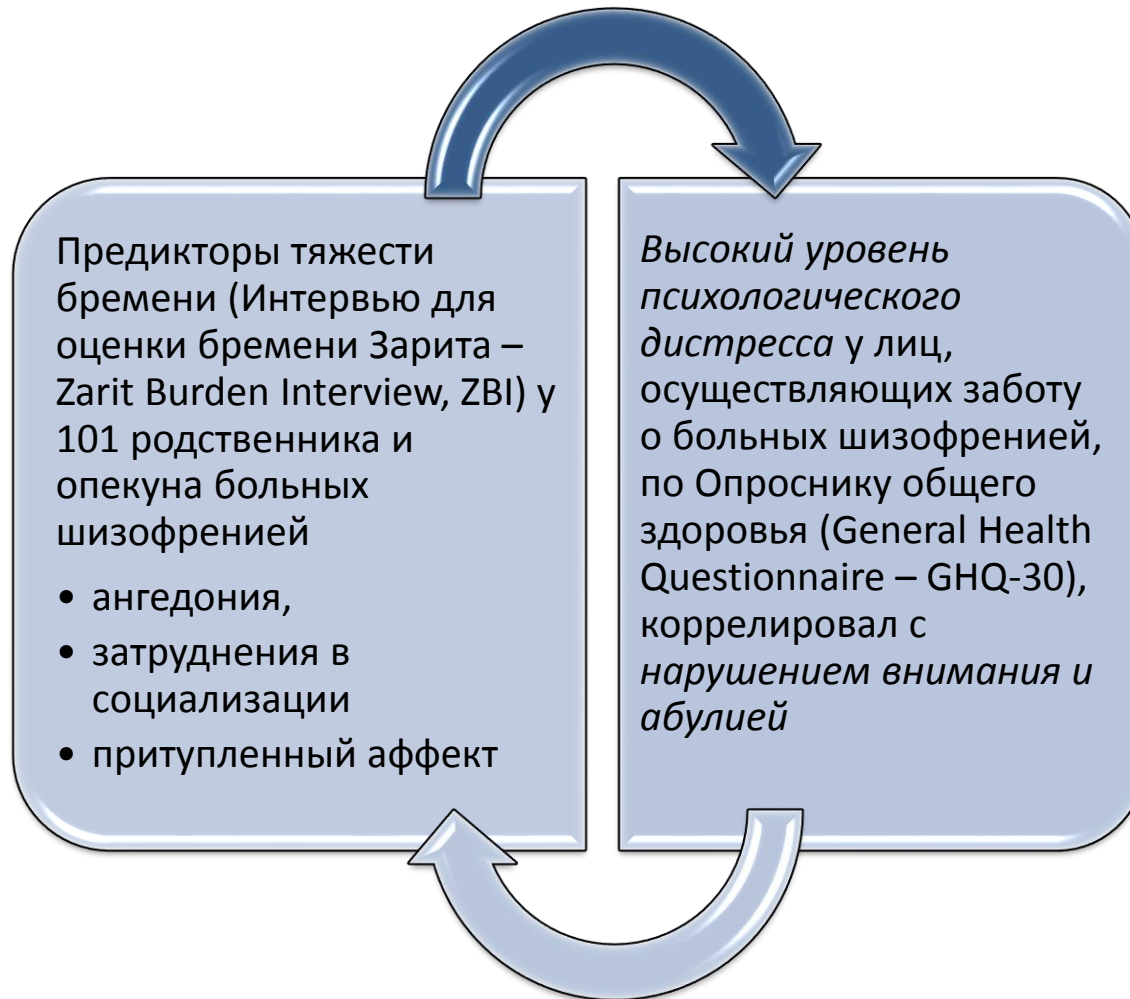 Предикторы тяжести
бремени (Интервью для
оценки бремени Зарита –
Zarit Burden Interview, ZBI) у
101 родственника и
опекуна больных
шизофренией
• ангедония,
• затруднения в
социализации
• притупленный аффект
Высокий уровень
психологического
дистресса у лиц,
осуществляющих заботу
о больных шизофренией,
по Опроснику общего
здоровья (General Health
Questionnaire – GHQ-30),
коррелировал с
нарушением внимания и
абулией